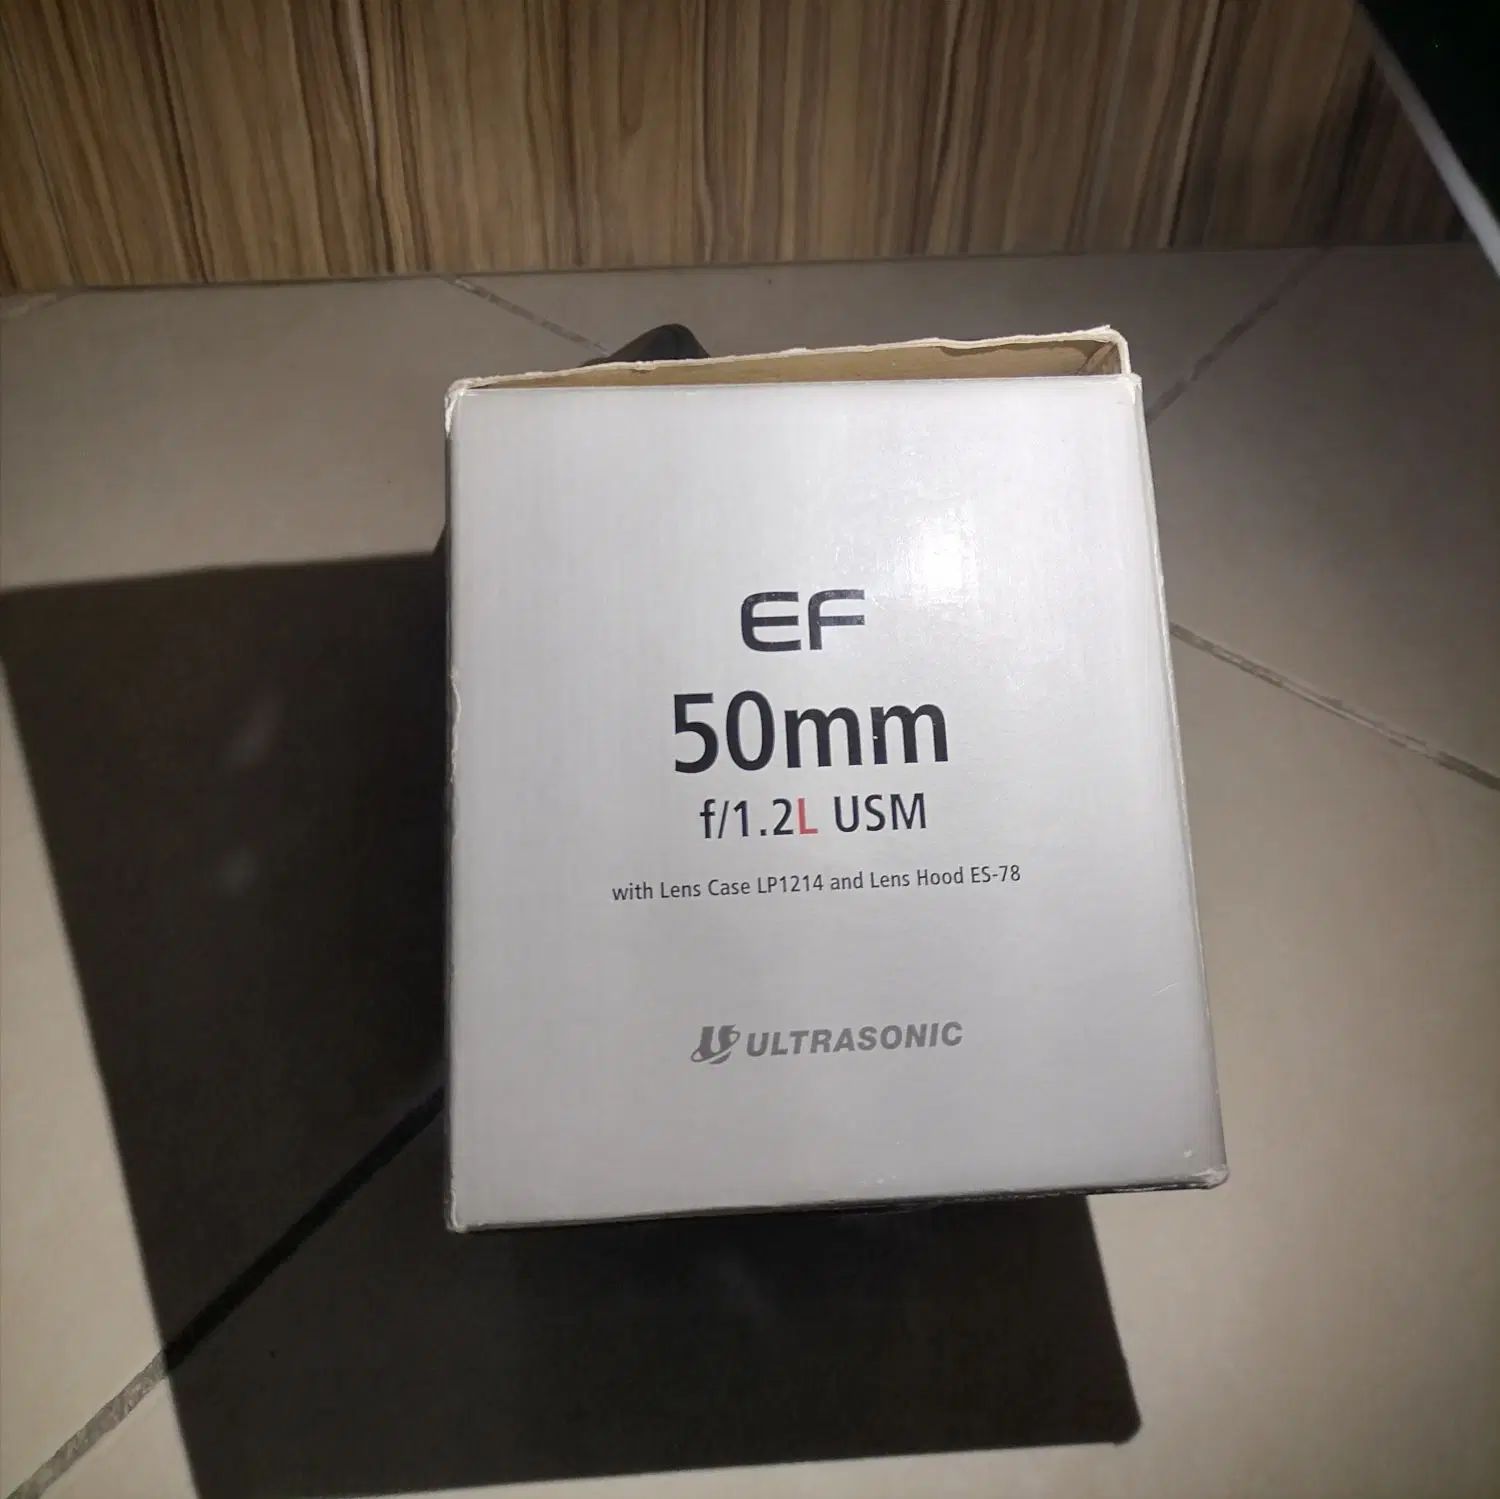 EF
50mm
f/1.2L USM
with Lens Case LP1214 and Lens Hood ES-78
ULTRASONIC